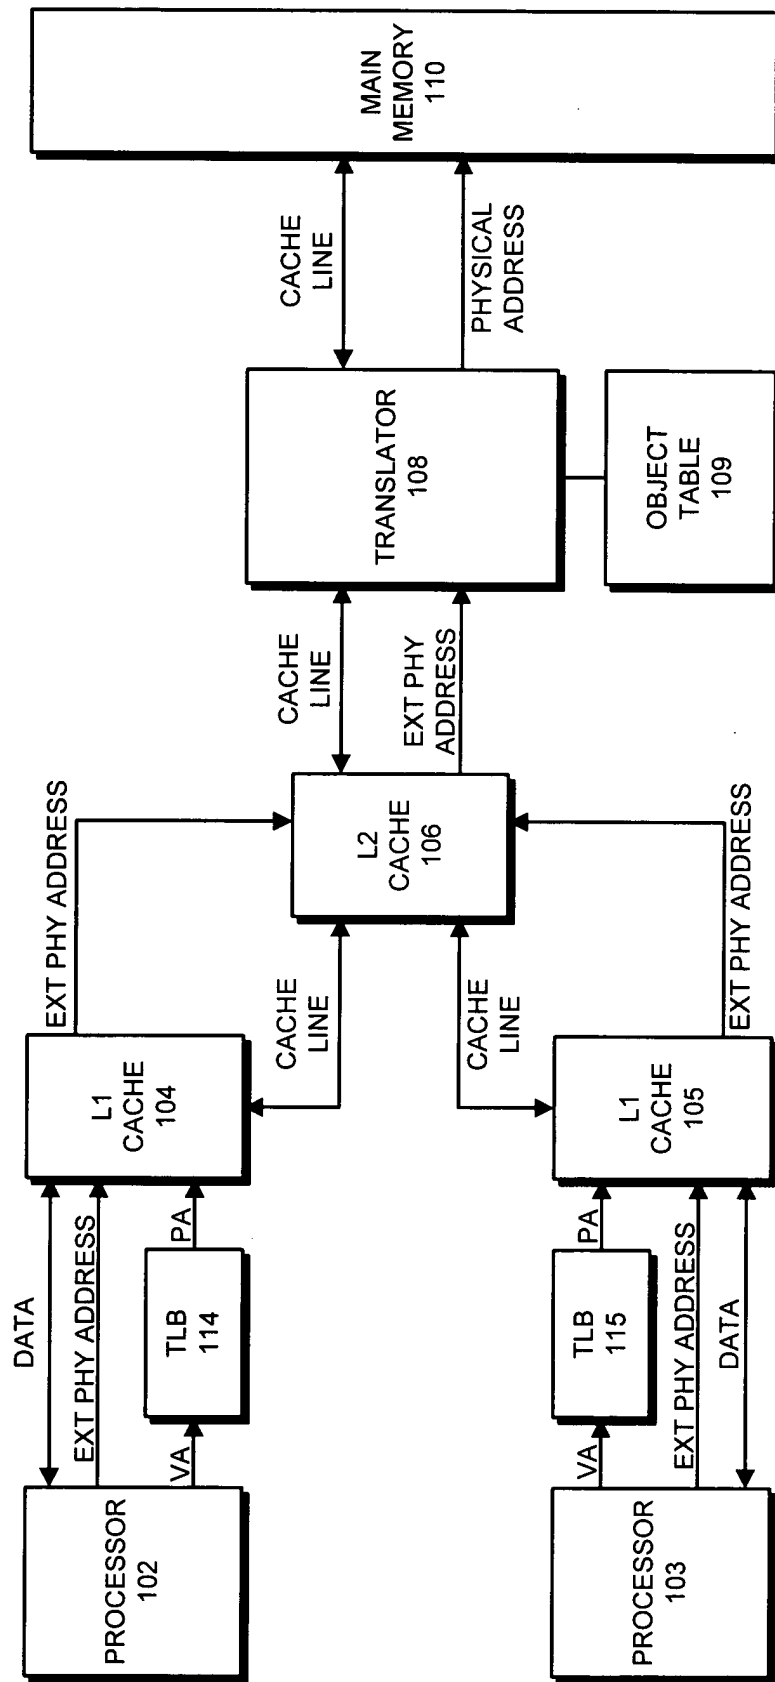 PROCESSOR
102
DATA
EXT PHY ADDRESS
VA
TLB
114
PA
L1
CACHE
104
EXT PHY ADDRESS
CACHE
LINE
PROCESSOR
103
VA
EXT PHY ADDRESS
DATA
TLB
115
PA
L1
CACHE
105
CACHE
LINE
EXT PHY ADDRESS
L2
CACHE
106
CACHE
LINE
EXT PHY
ADDRESS
TRANSLATOR
108
OBJECT
TABLE
109
CACHE
LINE
PHYSICAL
ADDRESS
MAIN
MEMORY
110